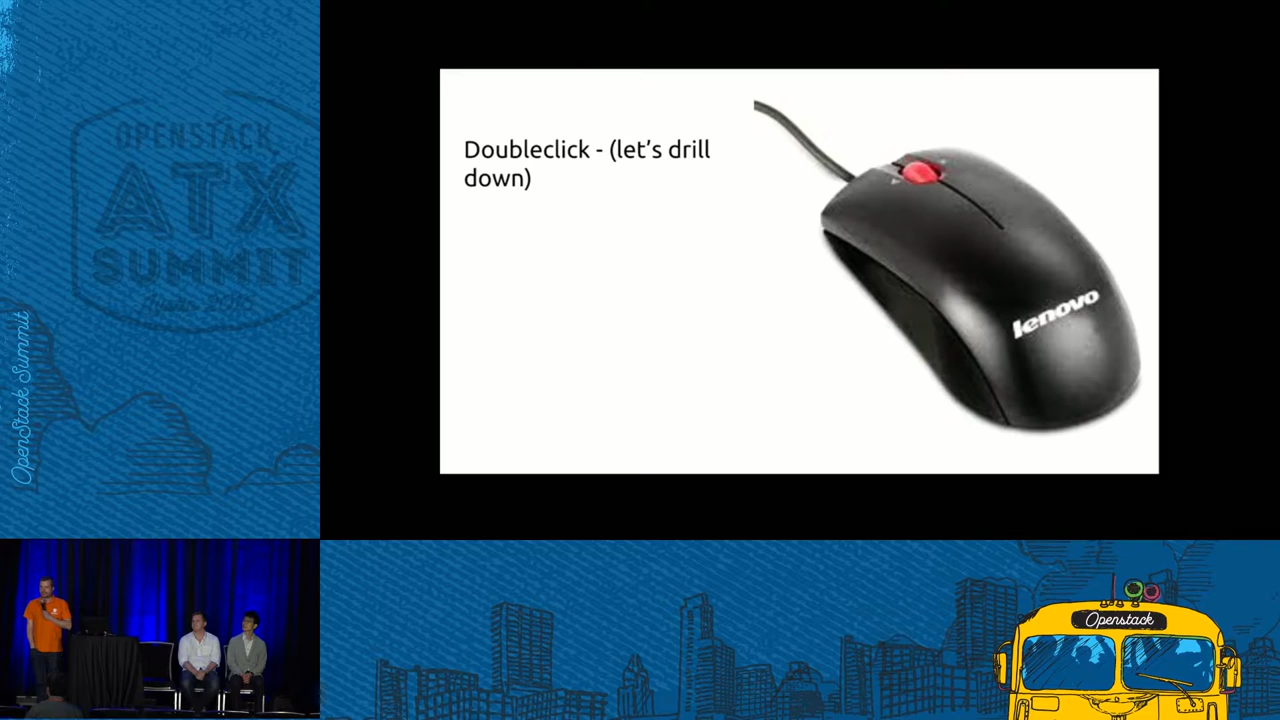 OPENSTACK
ATX
SUMMIT
OpenStack Summit
Doubleclick - (let’s drill
down)
lenovo
Openstack